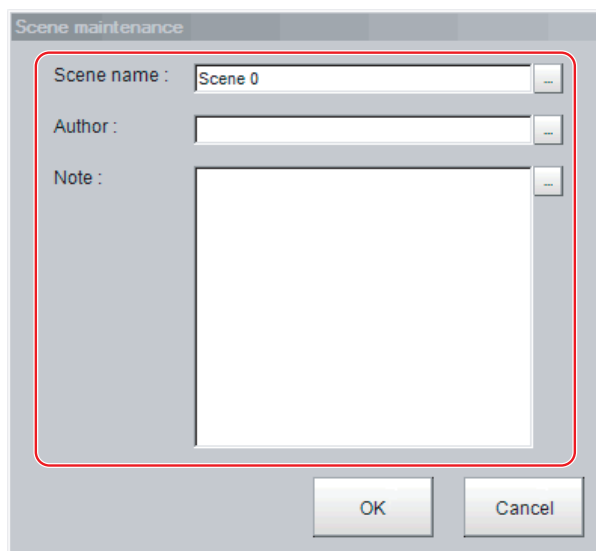 Scene maintenance
Scene name : Scene 0 ...
Author : ...
Note : ...
OK Cancel